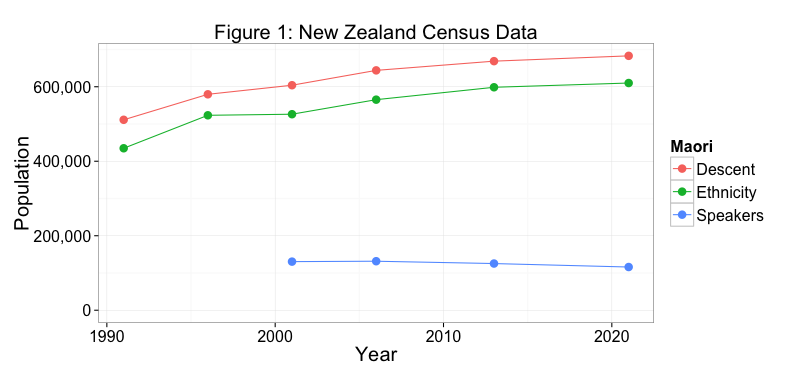 Figure 1: New Zealand Census Data
Population
600,000
400,000
200,000
0
1990
2000
2010
2020
Year
Maori
Descent
Ethnicity
Speakers